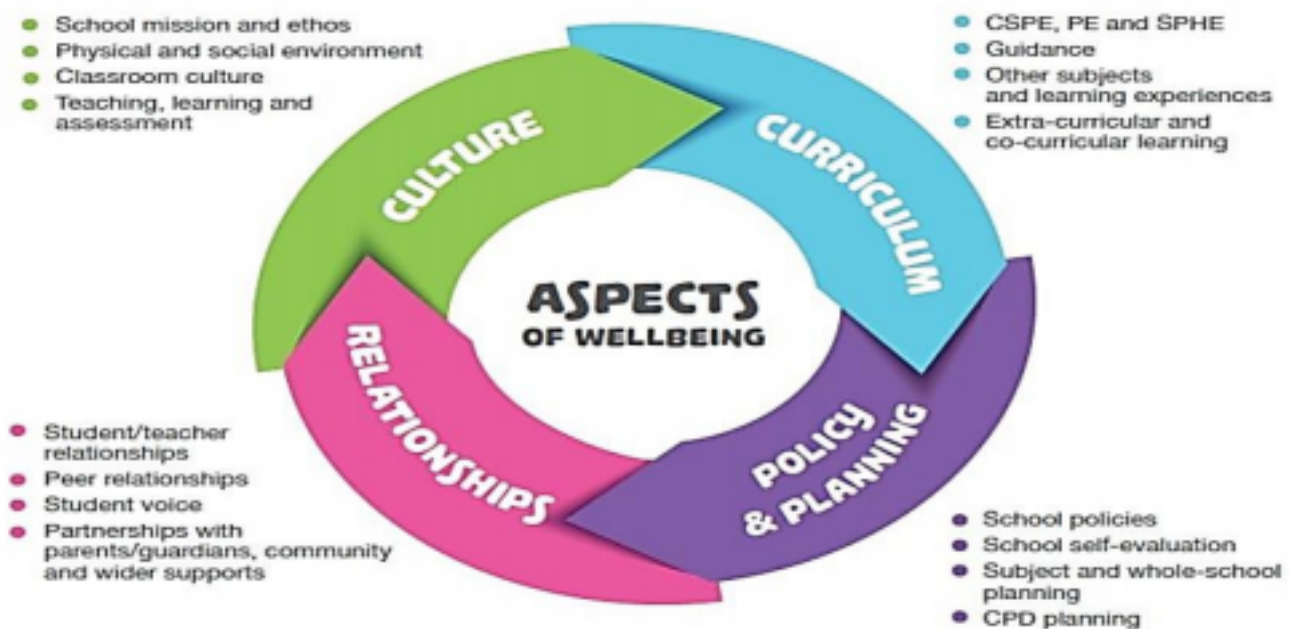 School mission and ethos
Physical and social environment
Classroom culture
Teaching, learning and
assessment
CSPE, PE and SPHE
Guidance
Other subjects
and learning experiences
Extra-curricular and
co-curricular learning
CULTURE
CURRICULUM
ASPECTS
OF WELLBEING
RELATIONSHIPS
POLICY
& PLANNING
Student/teacher
relationships
Peer relationships
Student voice
Partnerships with
parents/guardians, community
and wider supports
School policies
School self-evaluation
Subject and whole-school
planning
CPD planning